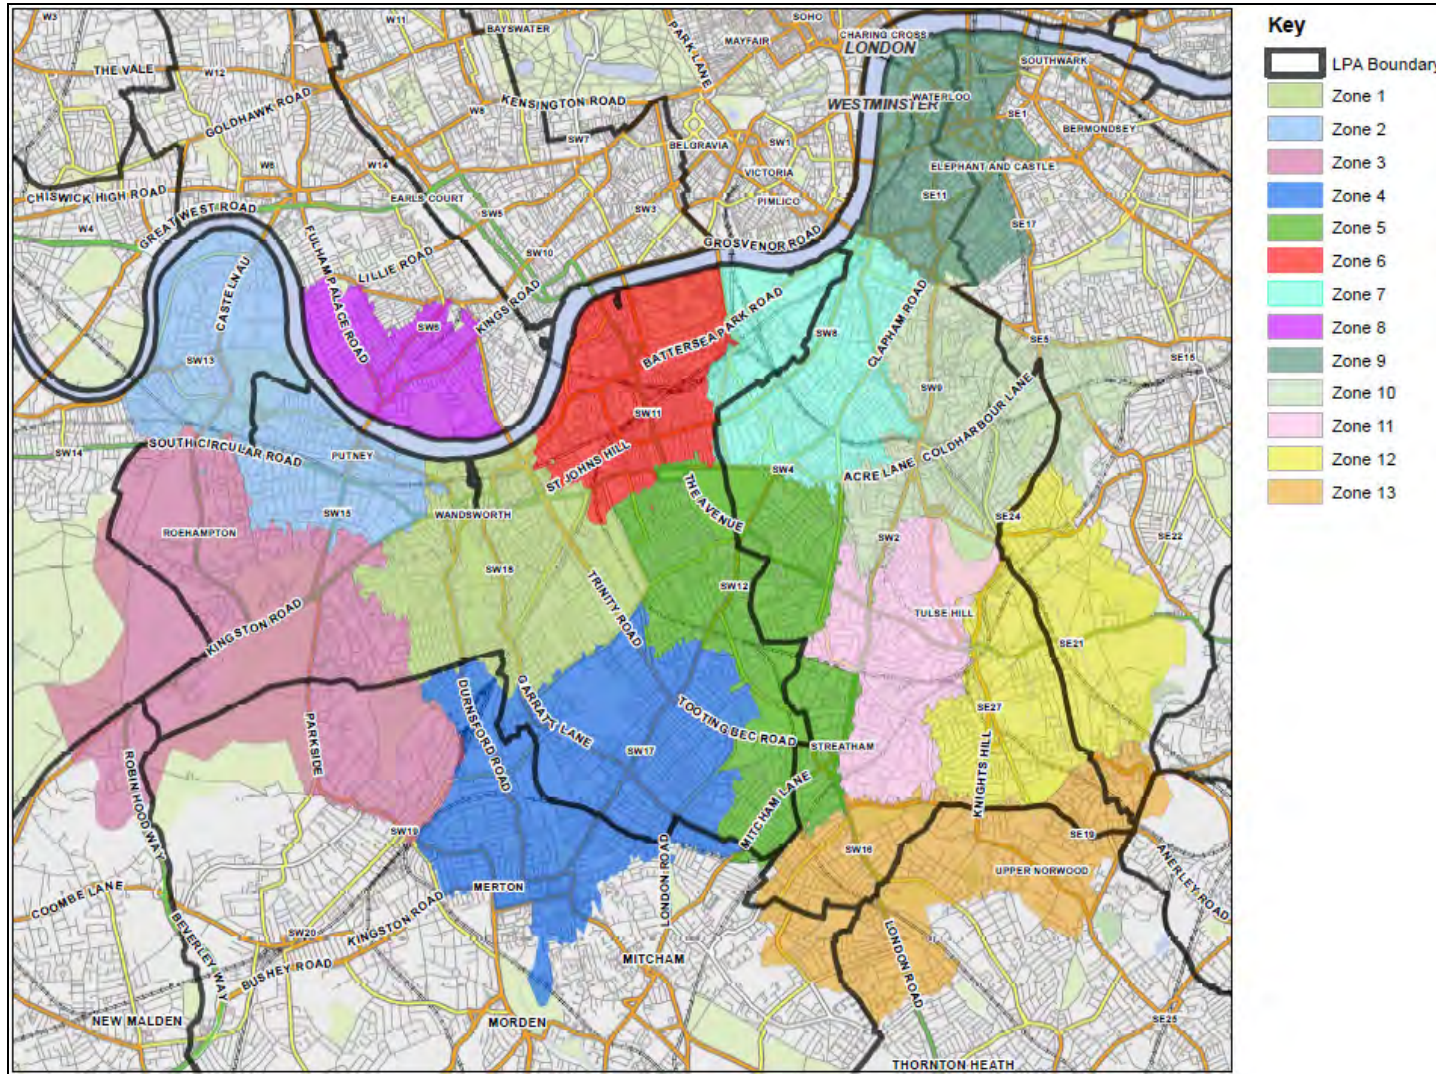 W3
W11
SOHO
BAYSWATER
PARK LANE
MAYFAIR
CHARING CROSS
LONDON
SOUTHWARK
THE VALE
W12
GOLDHAWK ROAD
W8
KENSINGTON ROAD
WESTMINSTER
WATERLOO
SE1
BERMONDSEY
SW7
BELGRAVIA
SW1
W6
W14
VICTORIA
ELEPHANT AND CASTLE
CHISWICK HIGH ROAD
EARLS COURT
PIMLICO
SE11
GREAT WEST ROAD
W4
SW5
SW3
SE17
FULHAM PALACE ROAD
LILLIE ROAD
SW10
GROSVENOR ROAD
CASTELNAU
KINGS ROAD
SW6
BATTERSEA PARK ROAD
SW8
CLAPHAM ROAD
SE5
SE15
SW13
SW9
SW11
COLDHARBOUR LANE
SW14
SOUTH CIRCULAR ROAD
PUTNEY
ST JOHNS HILL
SW4
ACRE LANE
THE AVENUE
SW15
WANDSWORTH
SE24
ROEHAMPTON
SW2
SE22
SW18
TRINITY ROAD
SW12
TULSE HILL
KINGSTON ROAD
SE21
DURNSFORD ROAD
GARRATT LANE
TOOTING BEC ROAD
SE27
PARKSIDE
SW17
STREATHAM
ROBIN HOOD WAY
MITCHAM LANE
KNIGHTS HILL
SW19
SW16
SE19
ANERLEY ROAD
UPPER NORWOOD
COOMBE LANE
MERTON
LONDON ROAD
KINGSTON ROAD
SW20
BEVERLEY WAY
BUSHEY ROAD
MITCHAM
LONDON ROAD
NEW MALDEN
MORDEN
SE25
THORNTON HEATH
Key
LPA Boundary
Zone 1
Zone 2
Zone 3
Zone 4
Zone 5
Zone 6
Zone 7
Zone 8
Zone 9
Zone 10
Zone 11
Zone 12
Zone 13